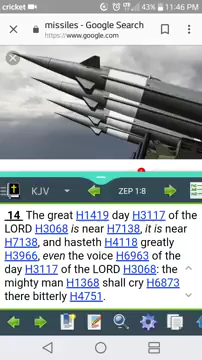 cricket 43% 11:46 PM
missiles - Google Search
https://www.google.com
KJV ZEP 1:8
14 The great H1419 day H3117 of the
LORD H3068 is near H7138, it is near
H7138, and hasteth H4118 greatly
H3966, even the voice H6963 of the
day H3117 of the LORD H3068: the
mighty man H1368 shall cry H6873
there bitterly H4751.